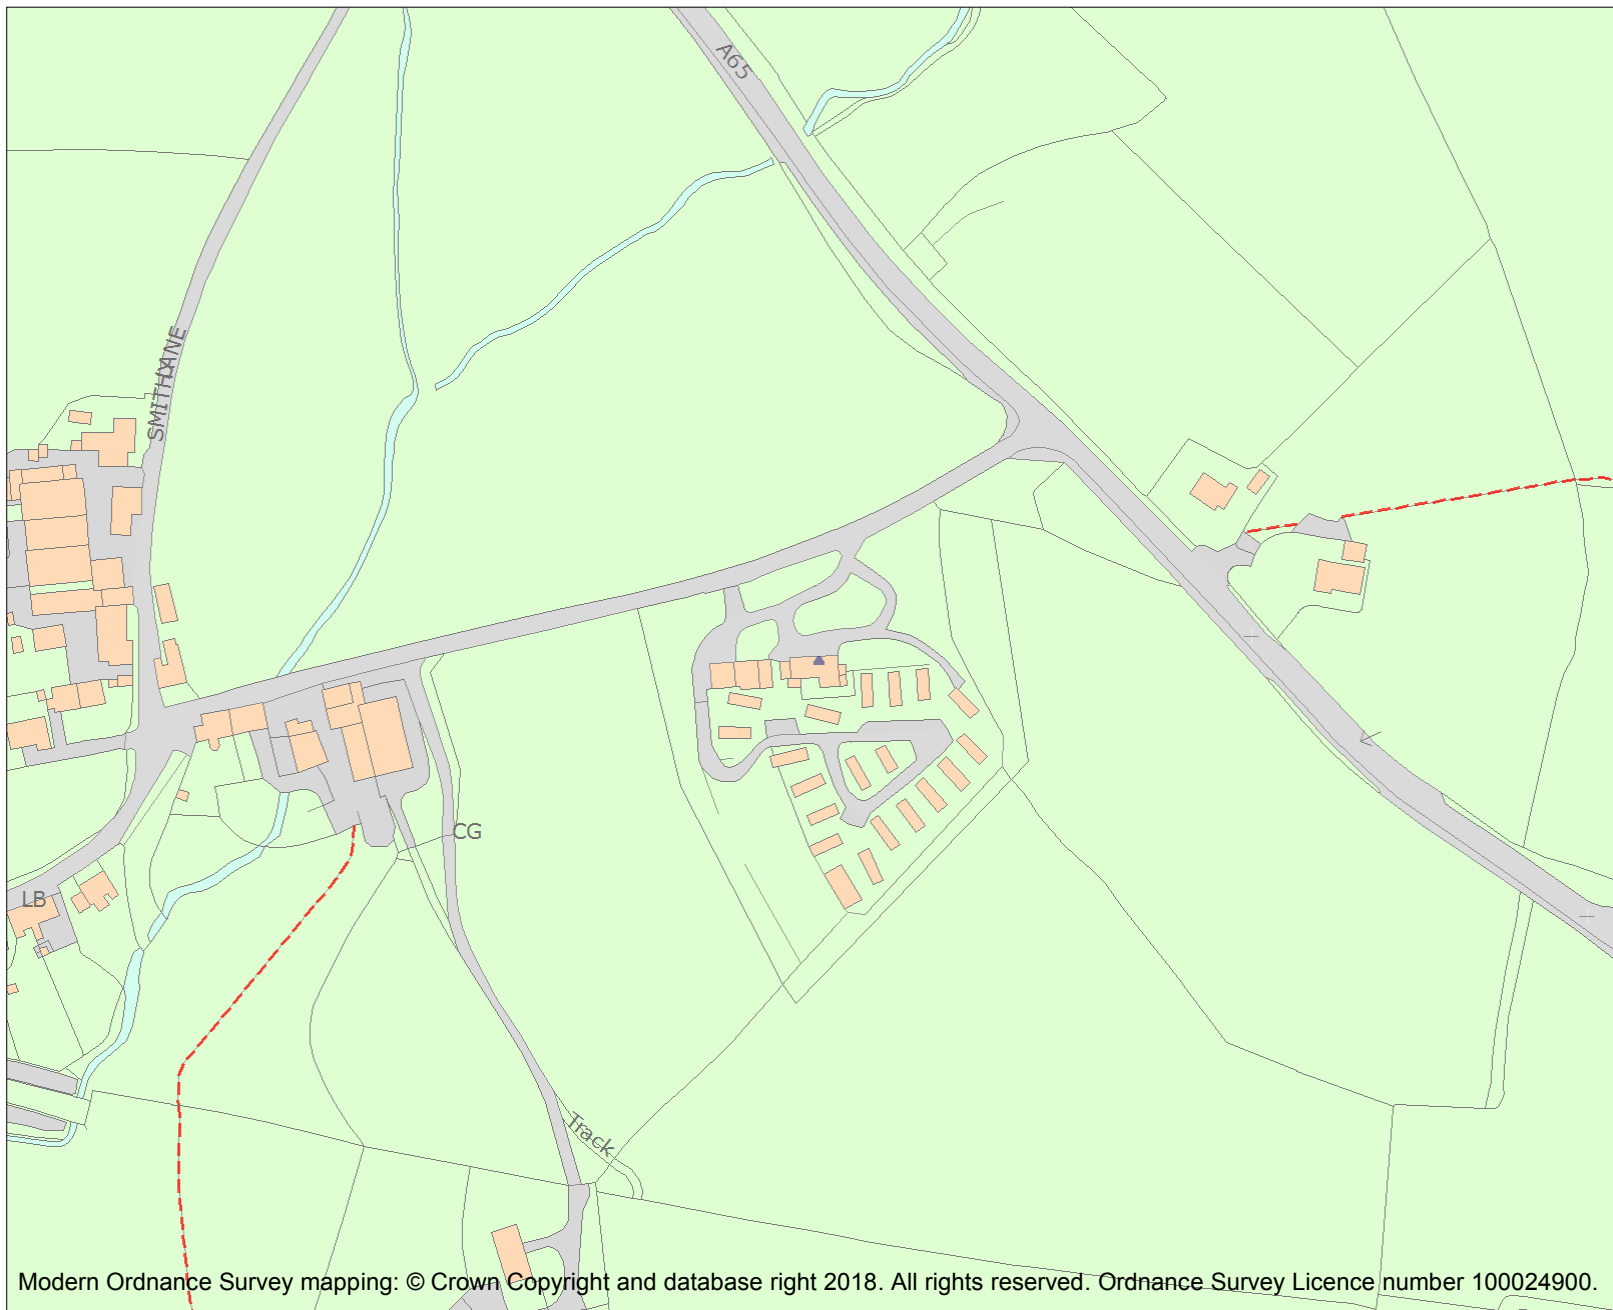 A65
SMITHY LANE
CG
LB
Track
Modern Ordnance Survey mapping: © Crown Copyright and database right 2018. All rights reserved. Ordnance Survey Licence number 100024900.